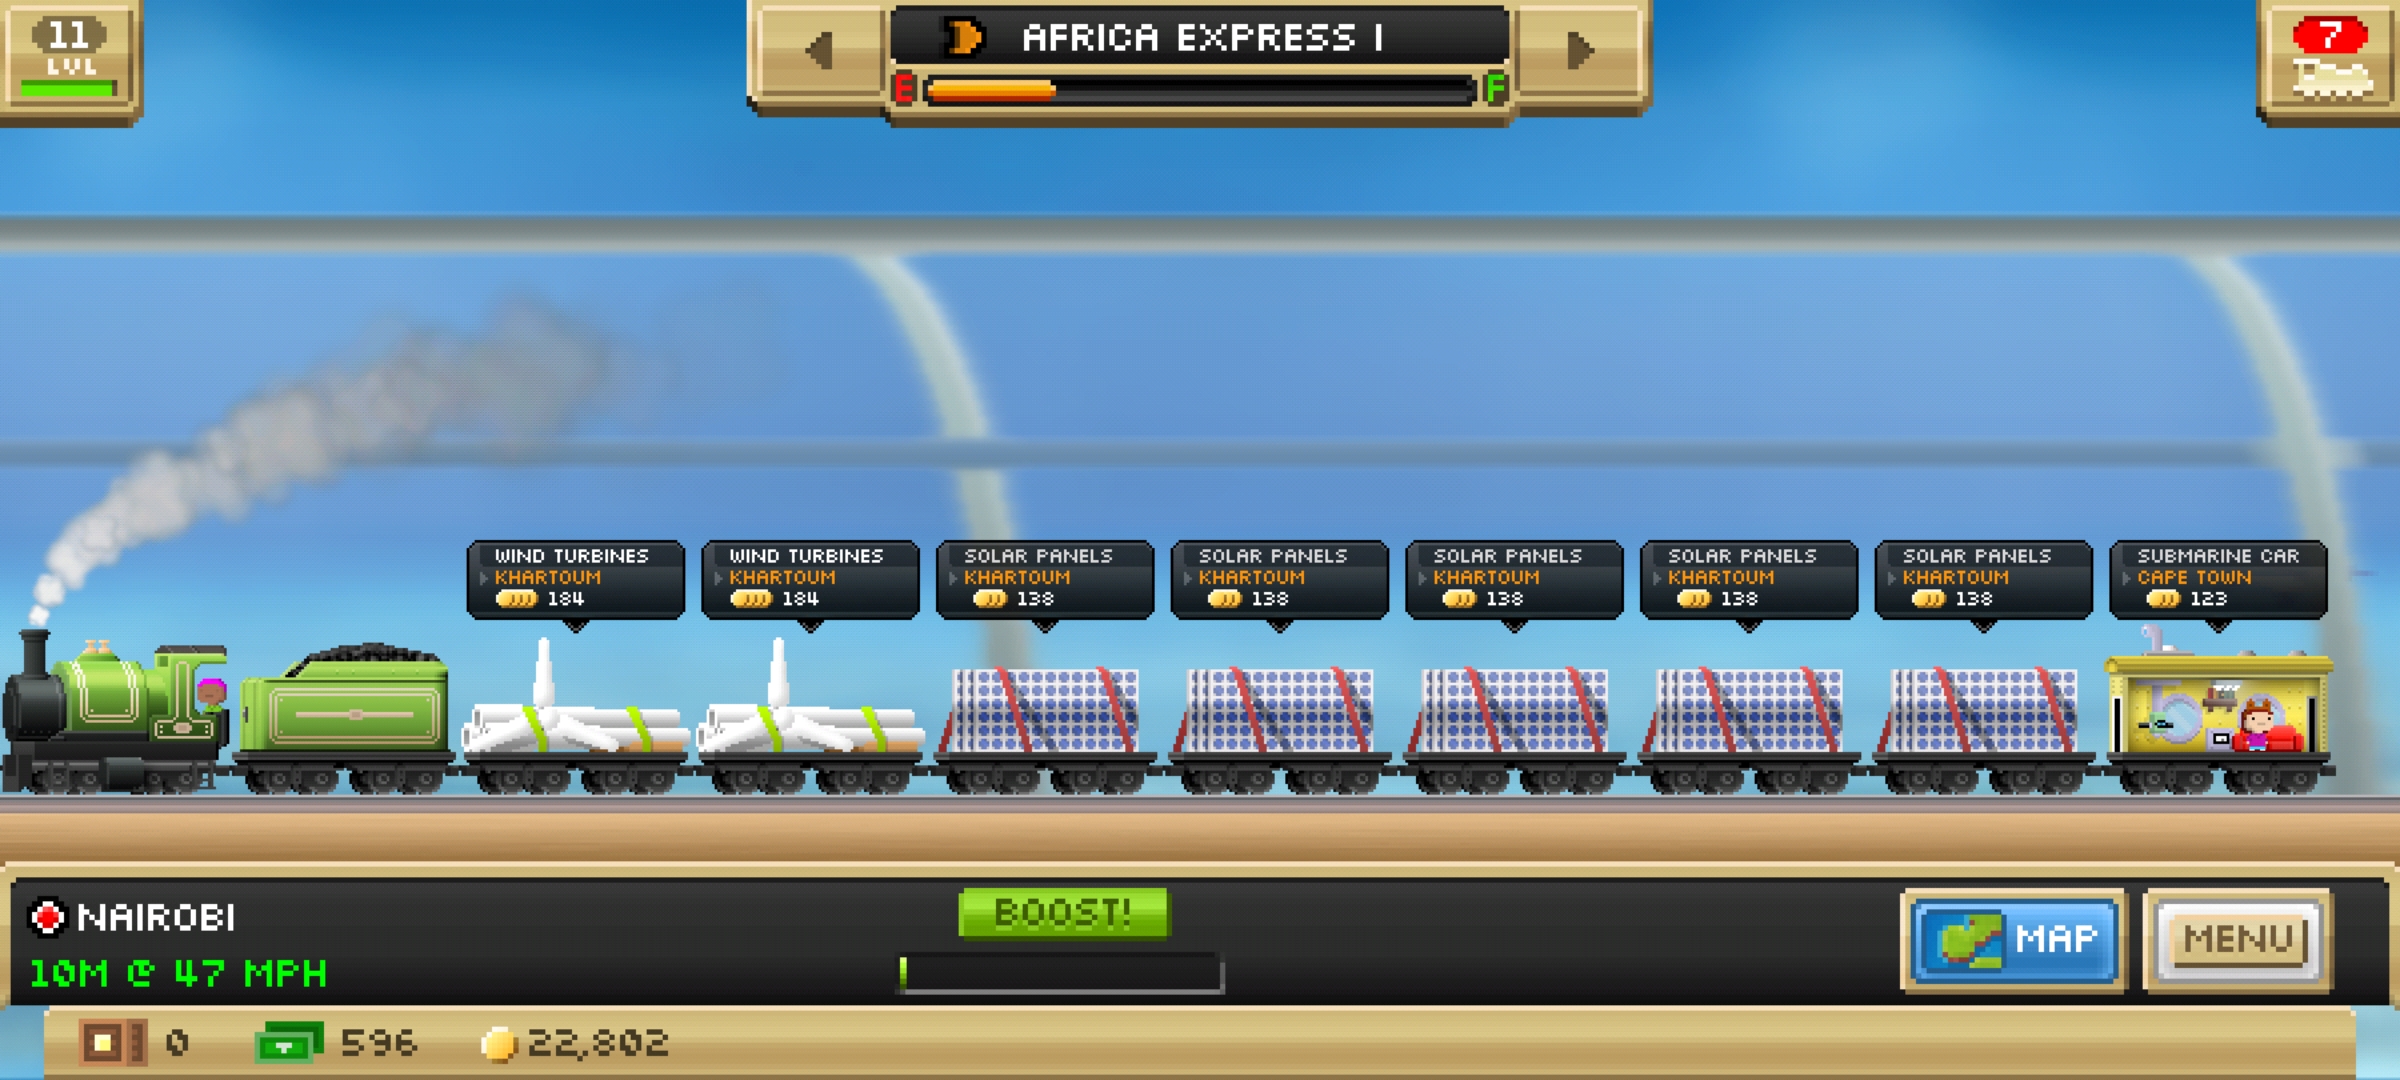 11
LVL
AFRICA EXPRESS I
E
F
7
WIND TURBINES
KHARTOUM
184
WIND TURBINES
KHARTOUM
184
SOLAR PANELS
KHARTOUM
138
SOLAR PANELS
KHARTOUM
138
SOLAR PANELS
KHARTOUM
138
SOLAR PANELS
KHARTOUM
138
SOLAR PANELS
KHARTOUM
138
SUBMARINE CAR
CAPE TOWN
123
NAIROBI
10M @ 47 MPH
BOOST!
MAP
MENU
0
596
22,802